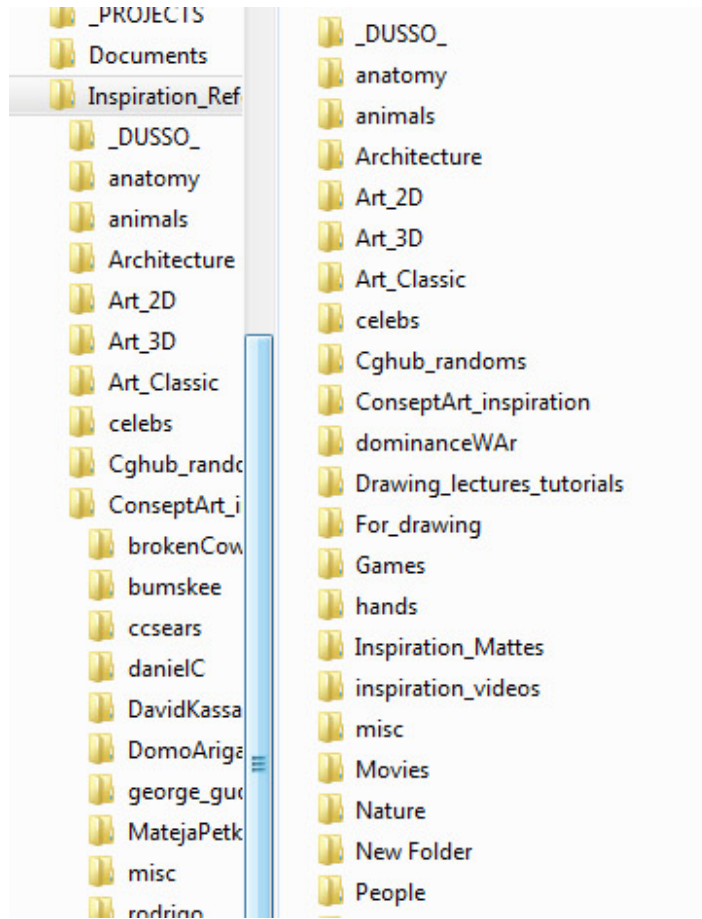 _PROJECTS
Documents
Inspiration_Ref
_DUSSO_
anatomy
animals
Architecture
Art_2D
Art_3D
Art_Classic
celebs
Cghub_rando
ConseptArt_i
brokenCow
bumskee
ccsears
danielC
DavidKassa
DomoAriga
george_guo
MatejaPetk
misc
rodrigo
_DUSSO_
anatomy
animals
Architecture
Art_2D
Art_3D
Art_Classic
celebs
Cghub_randoms
ConseptArt_inspiration
dominanceWAr
Drawing_lectures_tutorials
For_drawing
Games
hands
Inspiration_Mattes
inspiration_videos
misc
Movies
Nature
New Folder
People